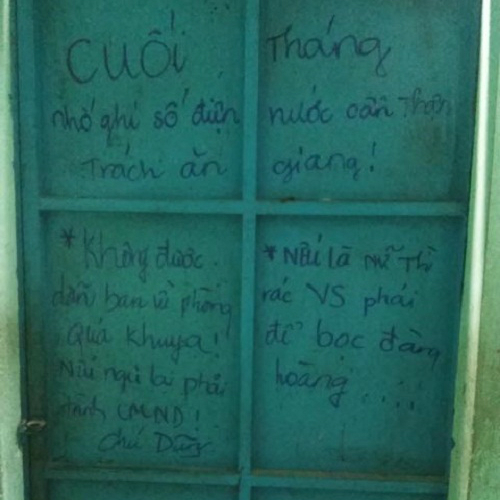 CUỐI Tháng
nhớ ghi số điện nước cẩn Thận
Trách ăn giang!
* Không được
dẫn bạn về phòng
Quá khuya!
Nếu ngủ lại phải
trình CMND!
Chú Dũng
* Nếu là nữ Thì
rác VS phải
để bọc đàng
hoàng....